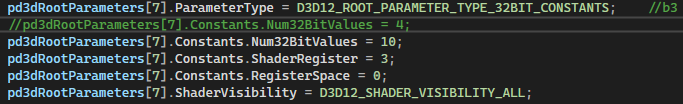 pd3dRootParameters[7].ParameterType = D3D12_ROOT_PARAMETER_TYPE_32BIT_CONSTANTS;    //b3
//pd3dRootParameters[7].Constants.Num32BitValues = 4;
pd3dRootParameters[7].Constants.Num32BitValues = 10;
pd3dRootParameters[7].Constants.ShaderRegister = 3;
pd3dRootParameters[7].Constants.RegisterSpace = 0;
pd3dRootParameters[7].ShaderVisibility = D3D12_SHADER_VISIBILITY_ALL;